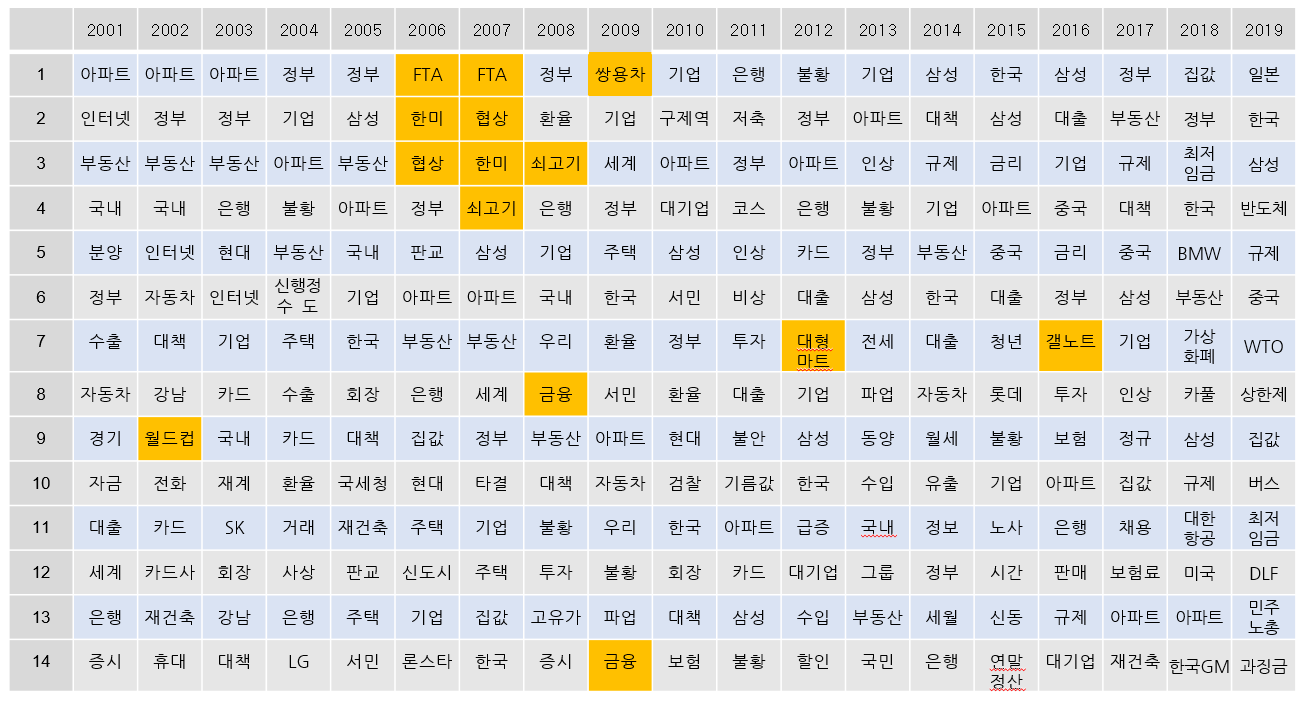 2001 2002 2003 2004 2005 2006 2007 2008 2009 2010 2011 2012 2013 2014 2015 2016 2017 2018 2019
1 아파트 아파트 아파트 정부 정부 FTA FTA 정부 쌍용차 기업 은행 불황 기업 삼성 한국 삼성 정부 집값 일본
2 인터넷 정부 정부 기업 삼성 한미 협상 환율 기업 구제역 저축 정부 아파트 대책 삼성 대출 부동산 정부 한국
3 부동산 부동산 부동산 아파트 부동산 협상 한미 쇠고기 세계 아파트 정부 아파트 인상 규제 금리 기업 규제 최저 임금 삼성
4 국내 국내 은행 불황 아파트 정부 쇠고기 은행 정부 대기업 코스 은행 불황 기업 아파트 중국 대책 한국 반도체
5 분양 인터넷 현대 부동산 국내 판교 삼성 기업 주택 삼성 인상 카드 정부 부동산 중국 금리 중국 BMW 규제
6 정부 자동차 인터넷 신행정 수 도 기업 아파트 아파트 국내 한국 서민 비상 대출 삼성 한국 대출 정부 삼성 부동산 중국
7 수출 대책 기업 주택 한국 부동산 부동산 우리 환율 정부 투자 대형 마트 전세 대출 청년 갤노트 기업 가상 화폐 WTO
8 자동차 강남 카드 수출 회장 은행 세계 금융 서민 환율 대출 기업 파업 자동차 롯데 투자 인상 카풀 상한제
9 경기 월드컵 국내 카드 대책 집값 정부 부동산 아파트 현대 불안 삼성 동양 월세 불황 보험 정규 삼성 집값
10 자금 전화 재계 환율 국세청 현대 타결 대책 자동차 검찰 기름값 한국 수입 유출 기업 아파트 집값 규제 버스
11 대출 카드 SK 거래 재건축 주택 기업 불황 우리 한국 아파트 급증 국내 정보 노사 은행 채용 대한 항공 최저 임금
12 세계 카드사 회장 사상 판교 신도시 주택 투자 불황 회장 카드 대기업 그룹 정부 시간 판매 보험료 미국 DLF
13 은행 재건축 강남 은행 주택 기업 집값 고유가 파업 대책 삼성 수입 부동산 세월 신동 규제 아파트 아파트 민주 노총
14 증시 휴대 대책 LG 서민 론스타 한국 증시 금융 보험 불황 할인 국민 은행 연말 정산 대기업 재건축 한국GM 과징금